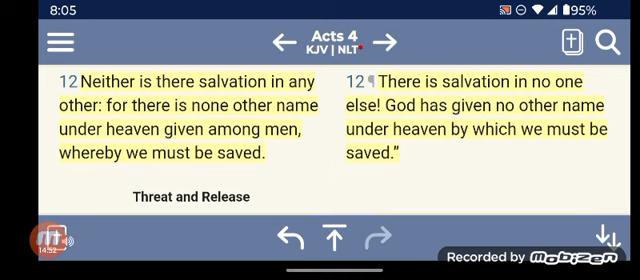 8:05
95%
Acts 4
KJV | NLT
12 Neither is there salvation in any
other: for there is none other name
under heaven given among men,
whereby we must be saved.
12 ¶ There is salvation in no one
else! God has given no other name
under heaven by which we must be
saved.”
Threat and Release
14:52
Recorded by Mobizen